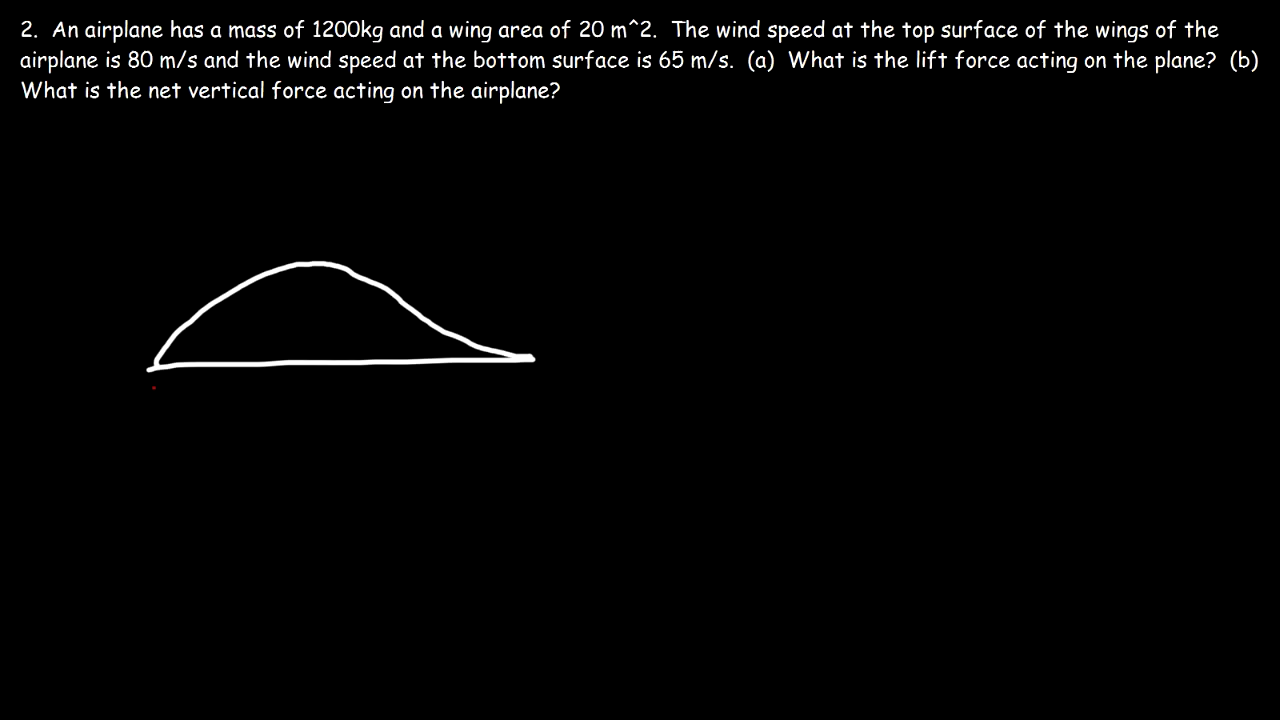 2.  An airplane has a mass of 1200kg and a wing area of 20 m^2.  The wind speed at the top surface of the wings of the
airplane is 80 m/s and the wind speed at the bottom surface is 65 m/s.  (a)  What is the lift force acting on the plane?  (b)
What is the net vertical force acting on the airplane?